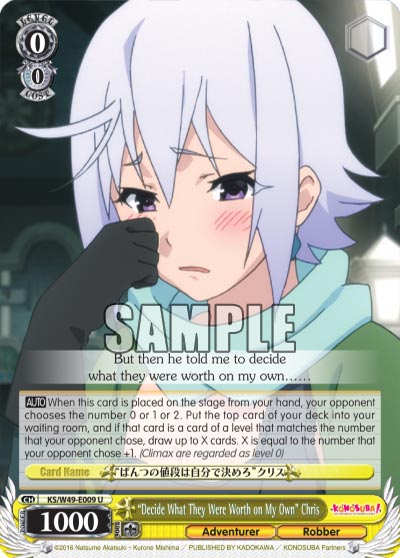 LEVEL
0
0
COST
SAMPLE
But then he told me to decide
what they were worth on my own......
AUTO When this card is placed on the stage from your hand, your opponent
chooses the number 0 or 1 or 2. Put the top card of your deck into your
waiting room, and if that card is a card of a level that matches the number
that your opponent chose, draw up to X cards. X is equal to the number that
your opponent chose +1. (Climax are regarded as level 0)
Card Name
“ぱんつの値段は自分で決めろ”クリス
CH KS/W49-E009 U
“Decide What They Were Worth on My Own” Chris
KONOSUBA!
POWER
1000
Adventurer
Robber
©2016 Natsume Akatsuki・Kurone Mishima / PUBLISHED BY KADOKAWA / KONOSUBA Partners